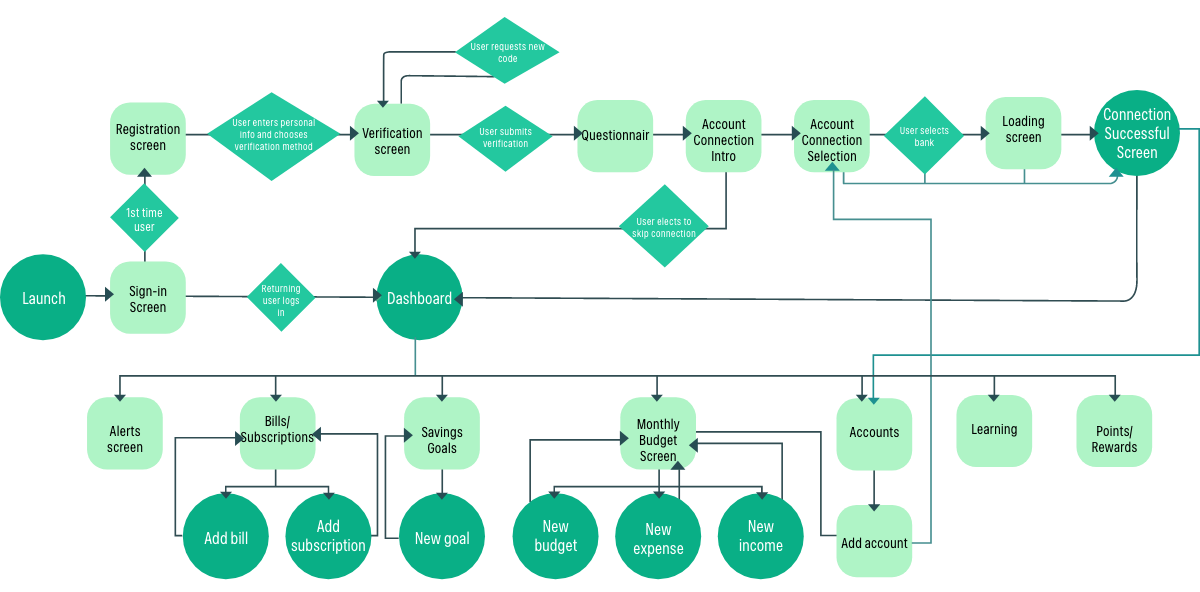 User requests new
code
Registration
screen
User enters personal
info and chooses
verification method
Verification
screen
User submits
verification
Questionnair
Account
Connection
Intro
Account
Connection
Selection
User selects
bank
Loading
screen
Connection
Successful
Screen
1st time
user
User elects to
skip connection
Launch
Sign-in
Screen
Returning
user logs
in
Dashboard
Alerts
screen
Bills/
Subscriptions
Savings
Goals
Monthly
Budget
Screen
Accounts
Learning
Points/
Rewards
Add bill
Add
subscription
New goal
New
budget
New
expense
New
income
Add account